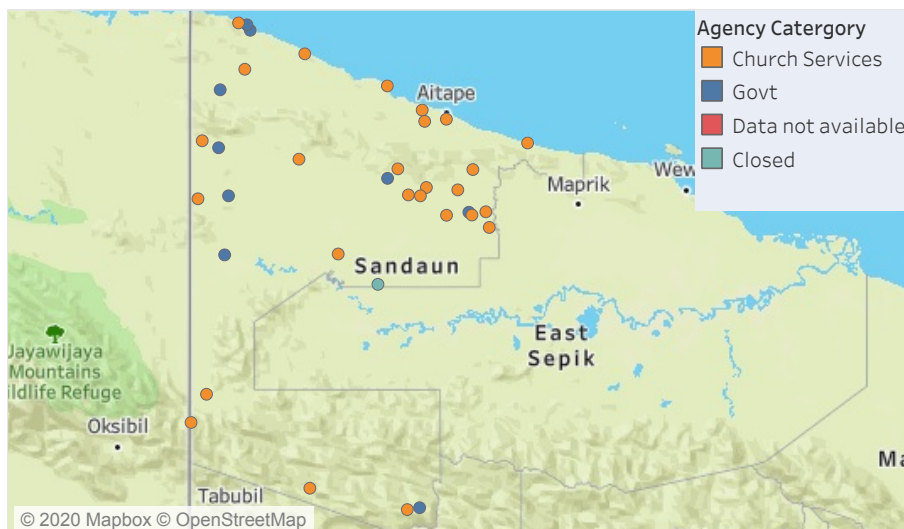 Agency Catergory
Church Services
Govt
Data not available
Closed
Aitape
Wew
Maprik
Sandaun
East
Sepik
Jayawijaya
Mountains
ildlife Refuge
Oksibil
Ma
Tabubil
© 2020 Mapbox © OpenStreetMap